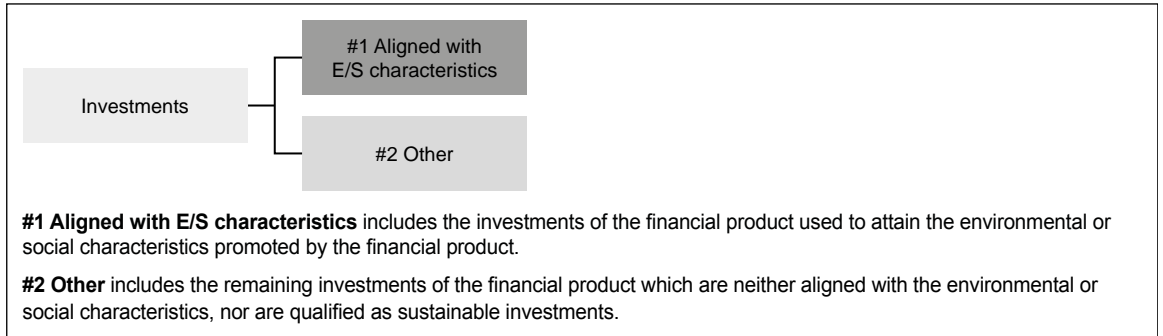 #1 Aligned with
E/S characteristics
Investments
#2 Other
#1 Aligned with E/S characteristics includes the investments of the financial product used to attain the environmental or
social characteristics promoted by the financial product.
#2 Other includes the remaining investments of the financial product which are neither aligned with the environmental or
social characteristics, nor are qualified as sustainable investments.